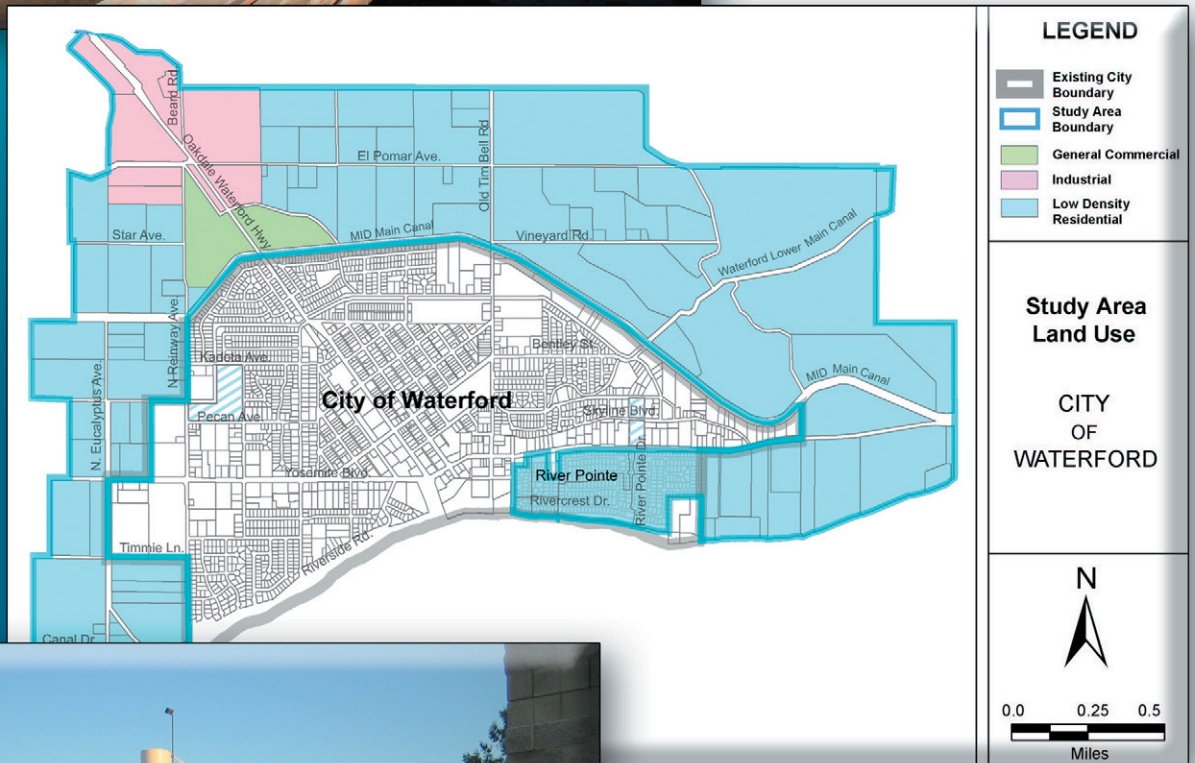 Beard Rd.
Oakdale Waterford Hwy.
El Pomar Ave.
Old Tim Bell Rd
Star Ave.
MID Main Canal
Vineyard Rd.
Waterford Lower Main Canal
N Reinway Ave.
Kadota Ave.
Bentley St.
MID Main Canal
N. Eucalyptus Ave.
City of Waterford
Pecan Ave.
Skyline Blvd.
Yosemite Blvd.
River Pointe
River Pointe Dr.
Rivercrest Dr.
Timmie Ln.
Riverside Rd.
Canal Dr.
LEGEND
Existing City
Boundary
Study Area
Boundary
General Commercial
Industrial
Low Density
Residential
Study Area
Land Use
CITY
OF
WATERFORD
N
0.0 0.25 0.5
Miles